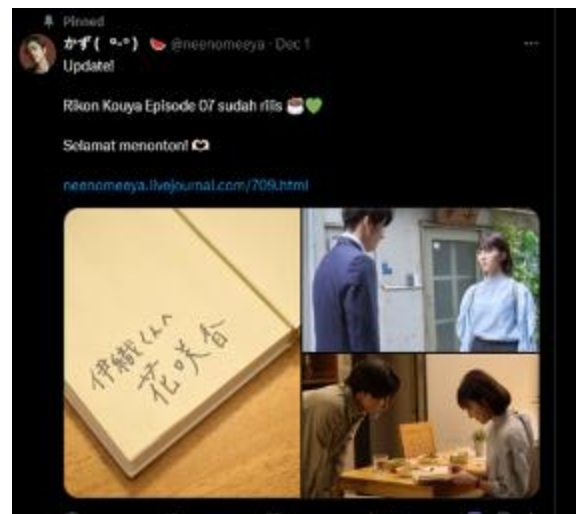 Pinned
かず( ᐤ-ᐤ) 🍉 @neenomeeya · Dec 1
Update!
Rikon Kouya Episode 07 sudah rilis ☕💚
Selamat menonton! 🫶
neenomeeya.livejournal.com/709.html
伊織くんへ
花咲香